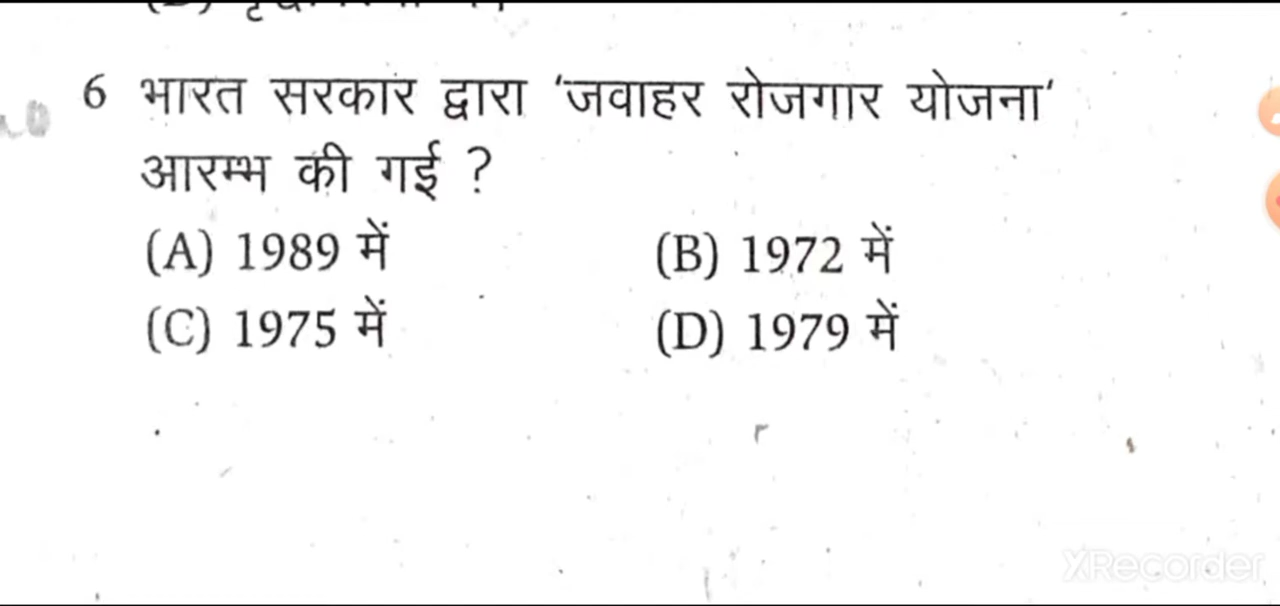 6 भारत सरकार द्वारा ‘जवाहर रोजगार योजना’
आरम्भ की गई ?
(A) 1989 में (B) 1972 में
(C) 1975 में (D) 1979 में
XRecorder